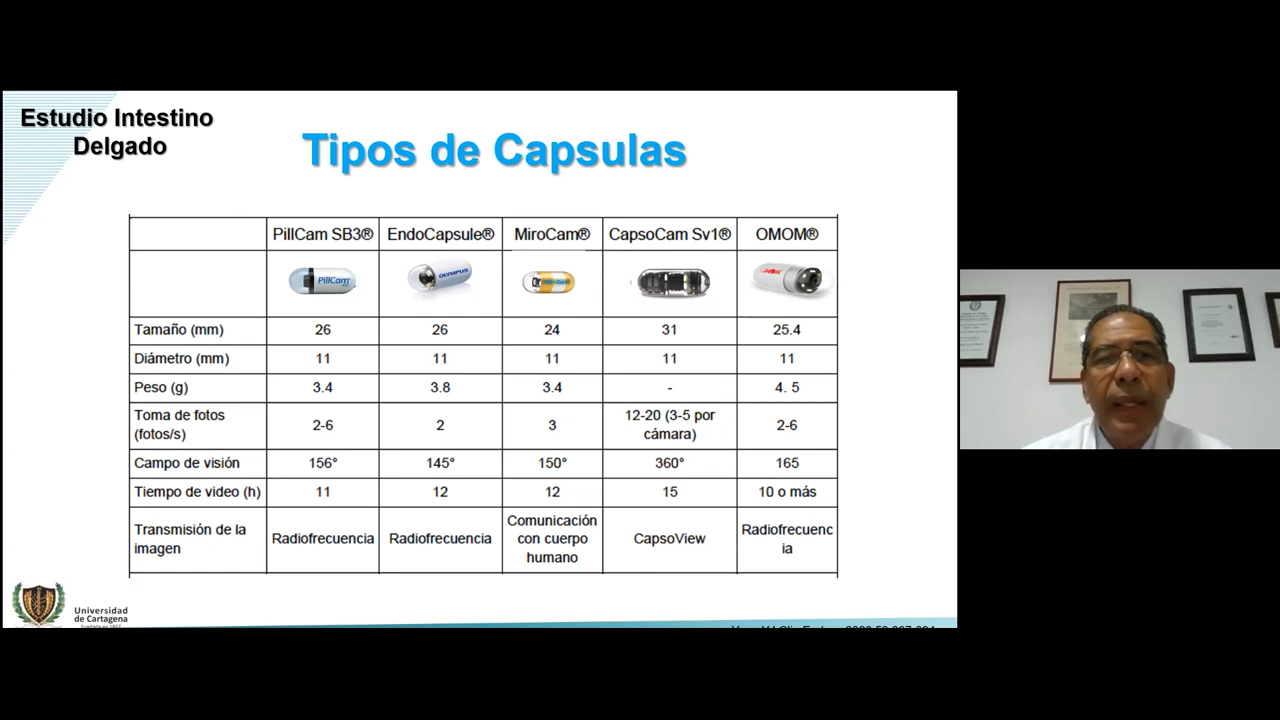 Estudio Intestino
Delgado
Tipos de Capsulas
PillCam SB3® EndoCapsule® MiroCam® CapsoCam Sv1® OMOM®
PillCam
OLYMPUS
Tamaño (mm) 26 26 24 31 25.4
Diámetro (mm) 11 11 11 11 11
Peso (g) 3.4 3.8 3.4 - 4. 5
Toma de fotos
(fotos/s) 2-6 2 3 12-20 (3-5 por
cámara) 2-6
Campo de visión 156° 145° 150° 360° 165
Tiempo de video (h) 11 12 12 15 10 o más
Transmisión de la
imagen Radiofrecuencia Radiofrecuencia Comunicación
con cuerpo
humano CapsoView Radiofrecuenc
ia
Universidad
de Cartagena